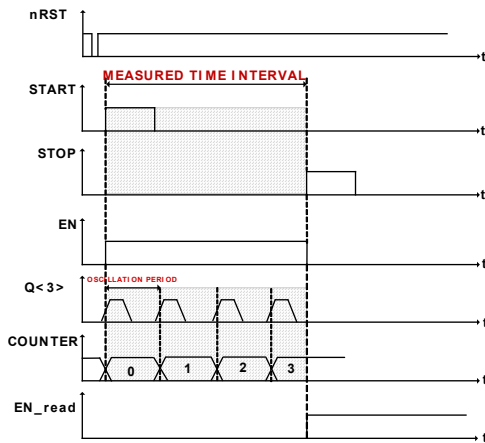 nRST
t
MEASURED TIME INTERVAL
START
t
STOP
t
EN
t
OSCILLATION PERIOD
Q<3>
t
COUNTER
0 1 2 3
t
EN_read
t